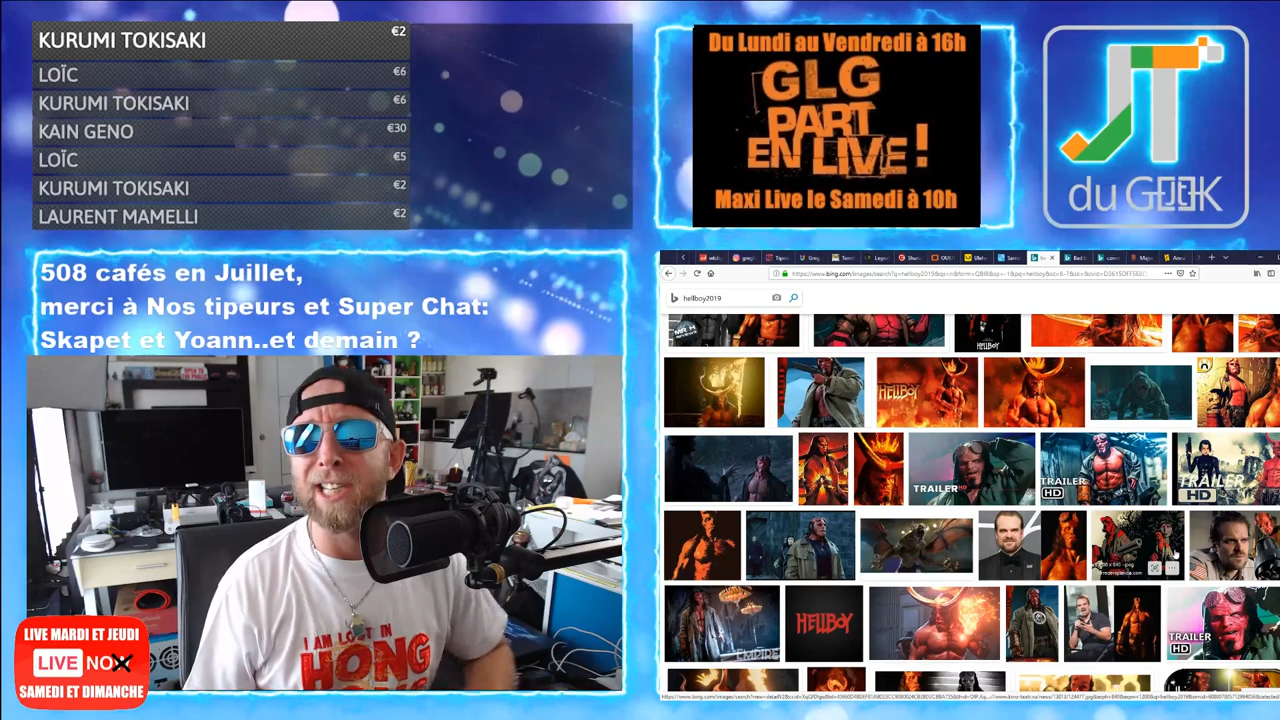 KURUMI TOKISAKI €2
LOÏC €6
KURUMI TOKISAKI €6
KAIN GENO €30
LOÏC €5
KURUMI TOKISAKI €2
LAURENT MAMELLI €2
Du Lundi au Vendredi à 16h
GLG
PART
EN LIVE!
Maxi Live le Samedi à 10h
JT
du GEEK
508 cafés en Juillet,
merci à Nos tipeurs et Super Chat:
Skapet et Yoann..et demain ?
I AM LOST IN
HONG
LIVE MARDI ET JEUDI
LIVE NOX
SAMEDI ET DIMANCHE
hellboy2019
HELLBOY
HELLBOY
TRAILER HD
TRAILER
HD
TRAILER
HD
HELLBOY
EMPIRE
TRAILER
HD